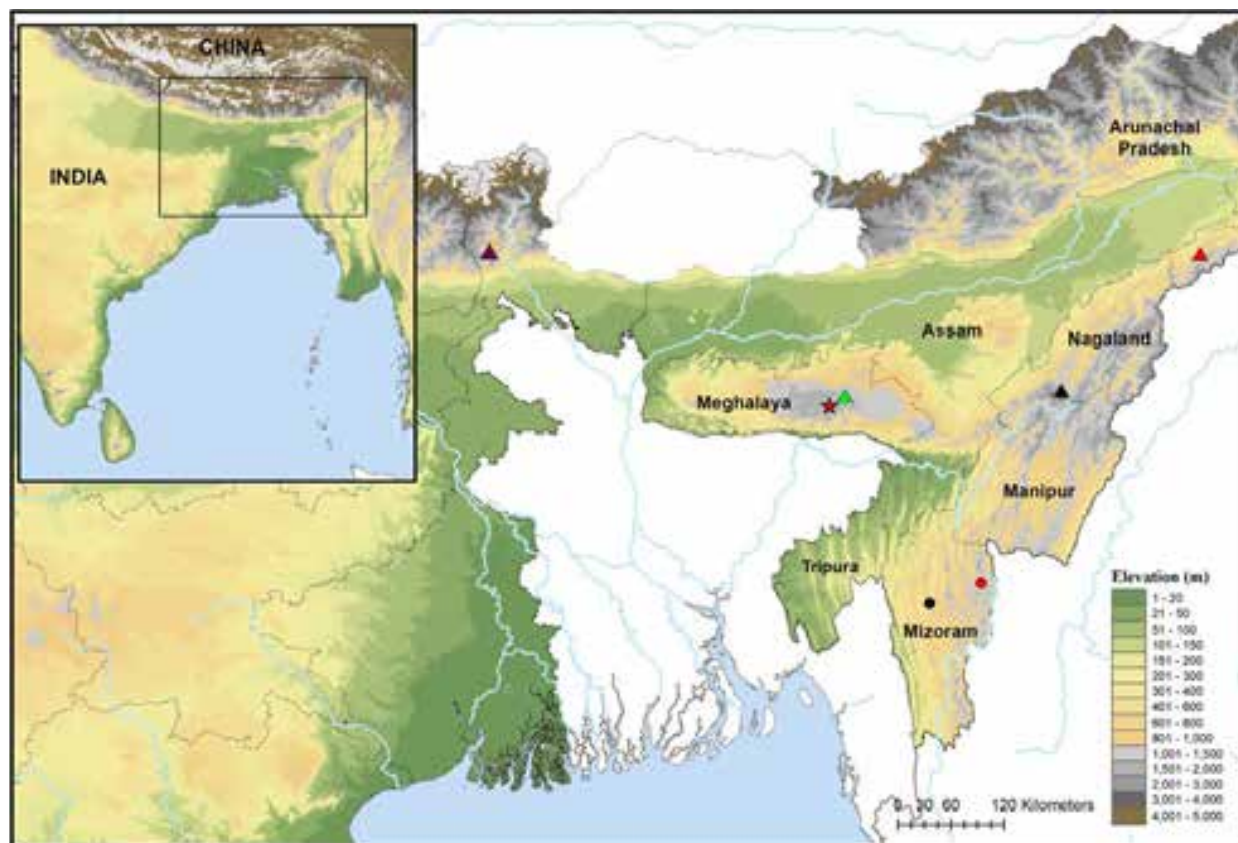 CHINA
INDIA
Arunachal
Pradesh
Assam
Nagaland
Meghalaya
Manipur
Tripura
Mizoram
Elevation (m)
1 - 20
21 - 50
51 - 100
101 - 150
151 - 200
201 - 300
301 - 400
401 - 600
601 - 800
801 - 1,000
1,001 - 1,500
1,501 - 2,000
2,001 - 3,000
3,001 - 4,000
4,001 - 5,000
0 30 60 120 Kilometers